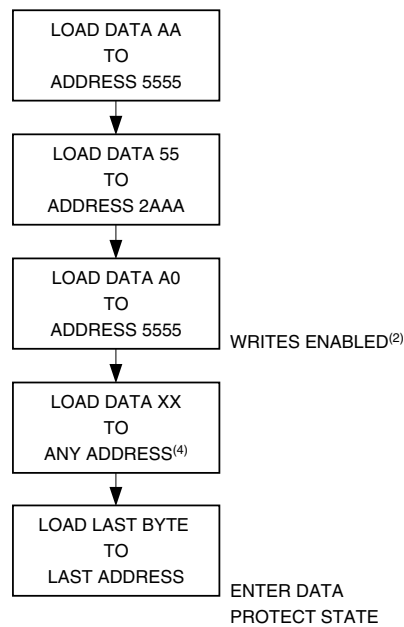 LOAD DATA AA
TO
ADDRESS 5555
LOAD DATA 55
TO
ADDRESS 2AAA
LOAD DATA A0
TO
ADDRESS 5555
WRITES ENABLED(2)
LOAD DATA XX
TO
ANY ADDRESS(4)
LOAD LAST BYTE
TO
LAST ADDRESS
ENTER DATA
PROTECT STATE